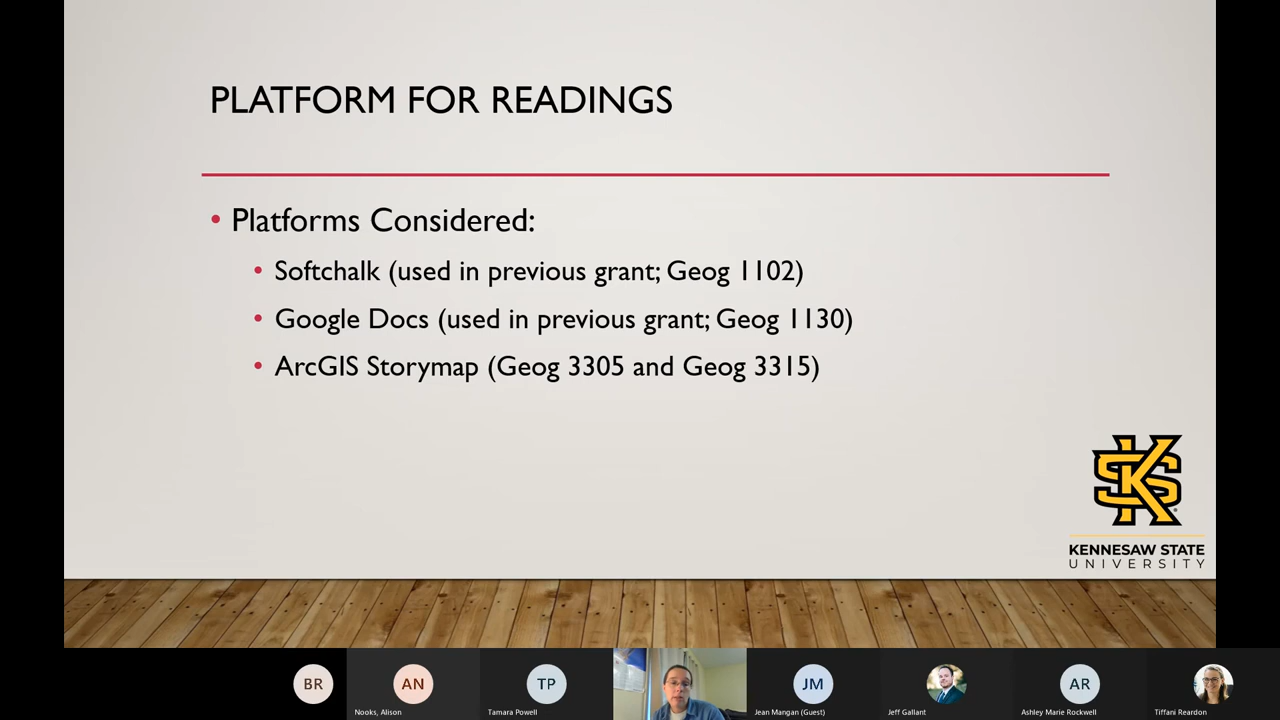 PLATFORM FOR READINGS
• Platforms Considered:
• Softchalk (used in previous grant; Geog 1102)
• Google Docs (used in previous grant; Geog 1130)
• ArcGIS Storymap (Geog 3305 and Geog 3315)
KS
KENNESAW STATE
UNIVERSITY
BR
AN
TP
JM
AR
Nooks, Alison
Tamara Powell
Jean Mangan (Guest)
Jeff Gallant
Ashley Marie Rockwell
Tiffani Reardon